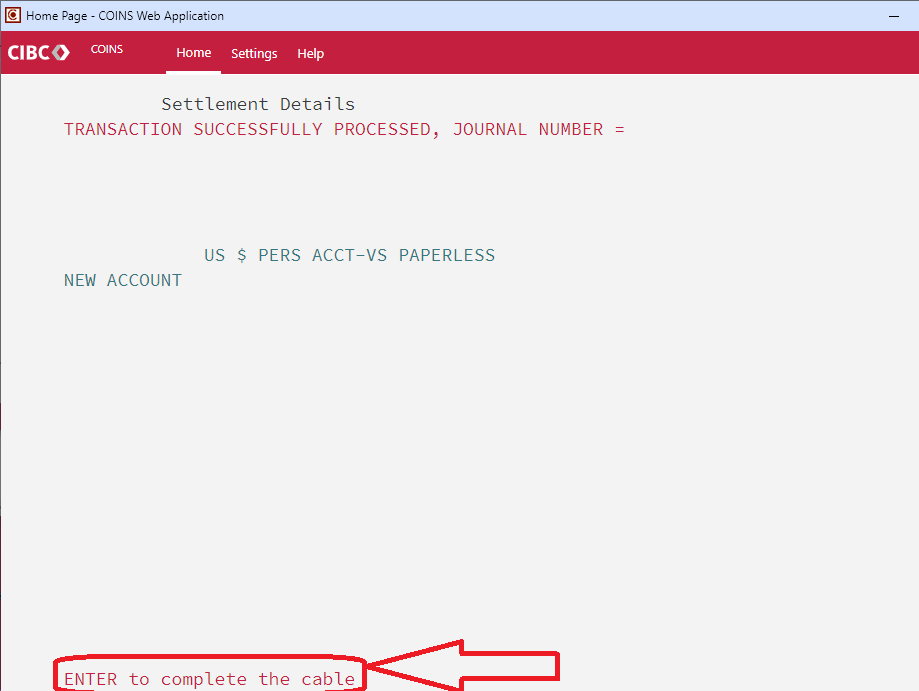 Home Page - COINS Web Application
CIBC COINS Home Settings Help
Settlement Details
TRANSACTION SUCCESSFULLY PROCESSED, JOURNAL NUMBER =
US $ PERS ACCT-VS PAPERLESS
NEW ACCOUNT
ENTER to complete the cable